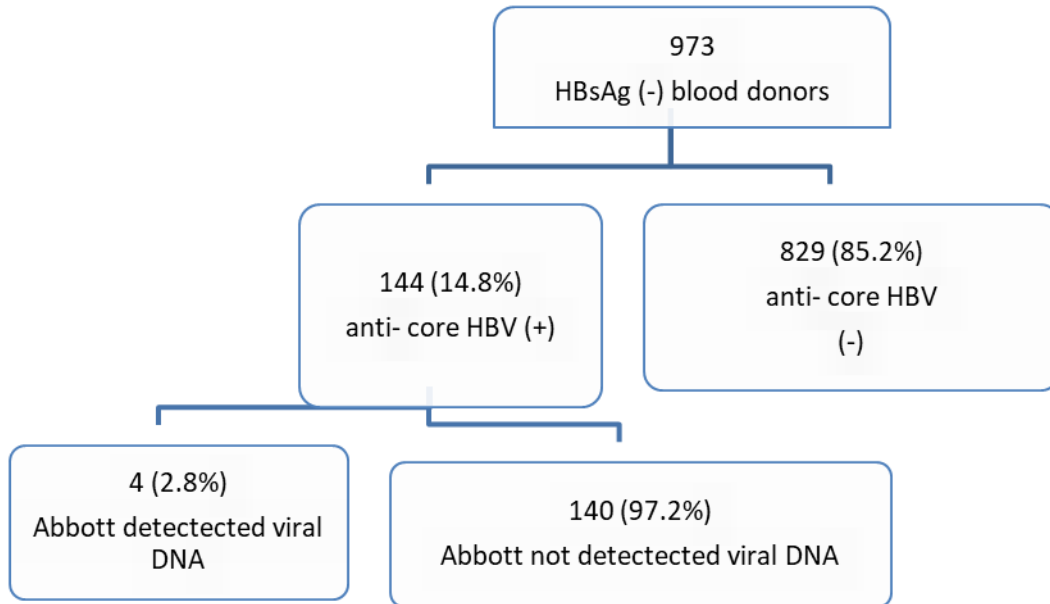 973
HBsAg (-) blood donors
144 (14.8%)
anti- core HBV (+)
829 (85.2%)
anti- core HBV
(-)
4 (2.8%)
Abbott detectected viral
DNA
140 (97.2%)
Abbott not detectected viral DNA